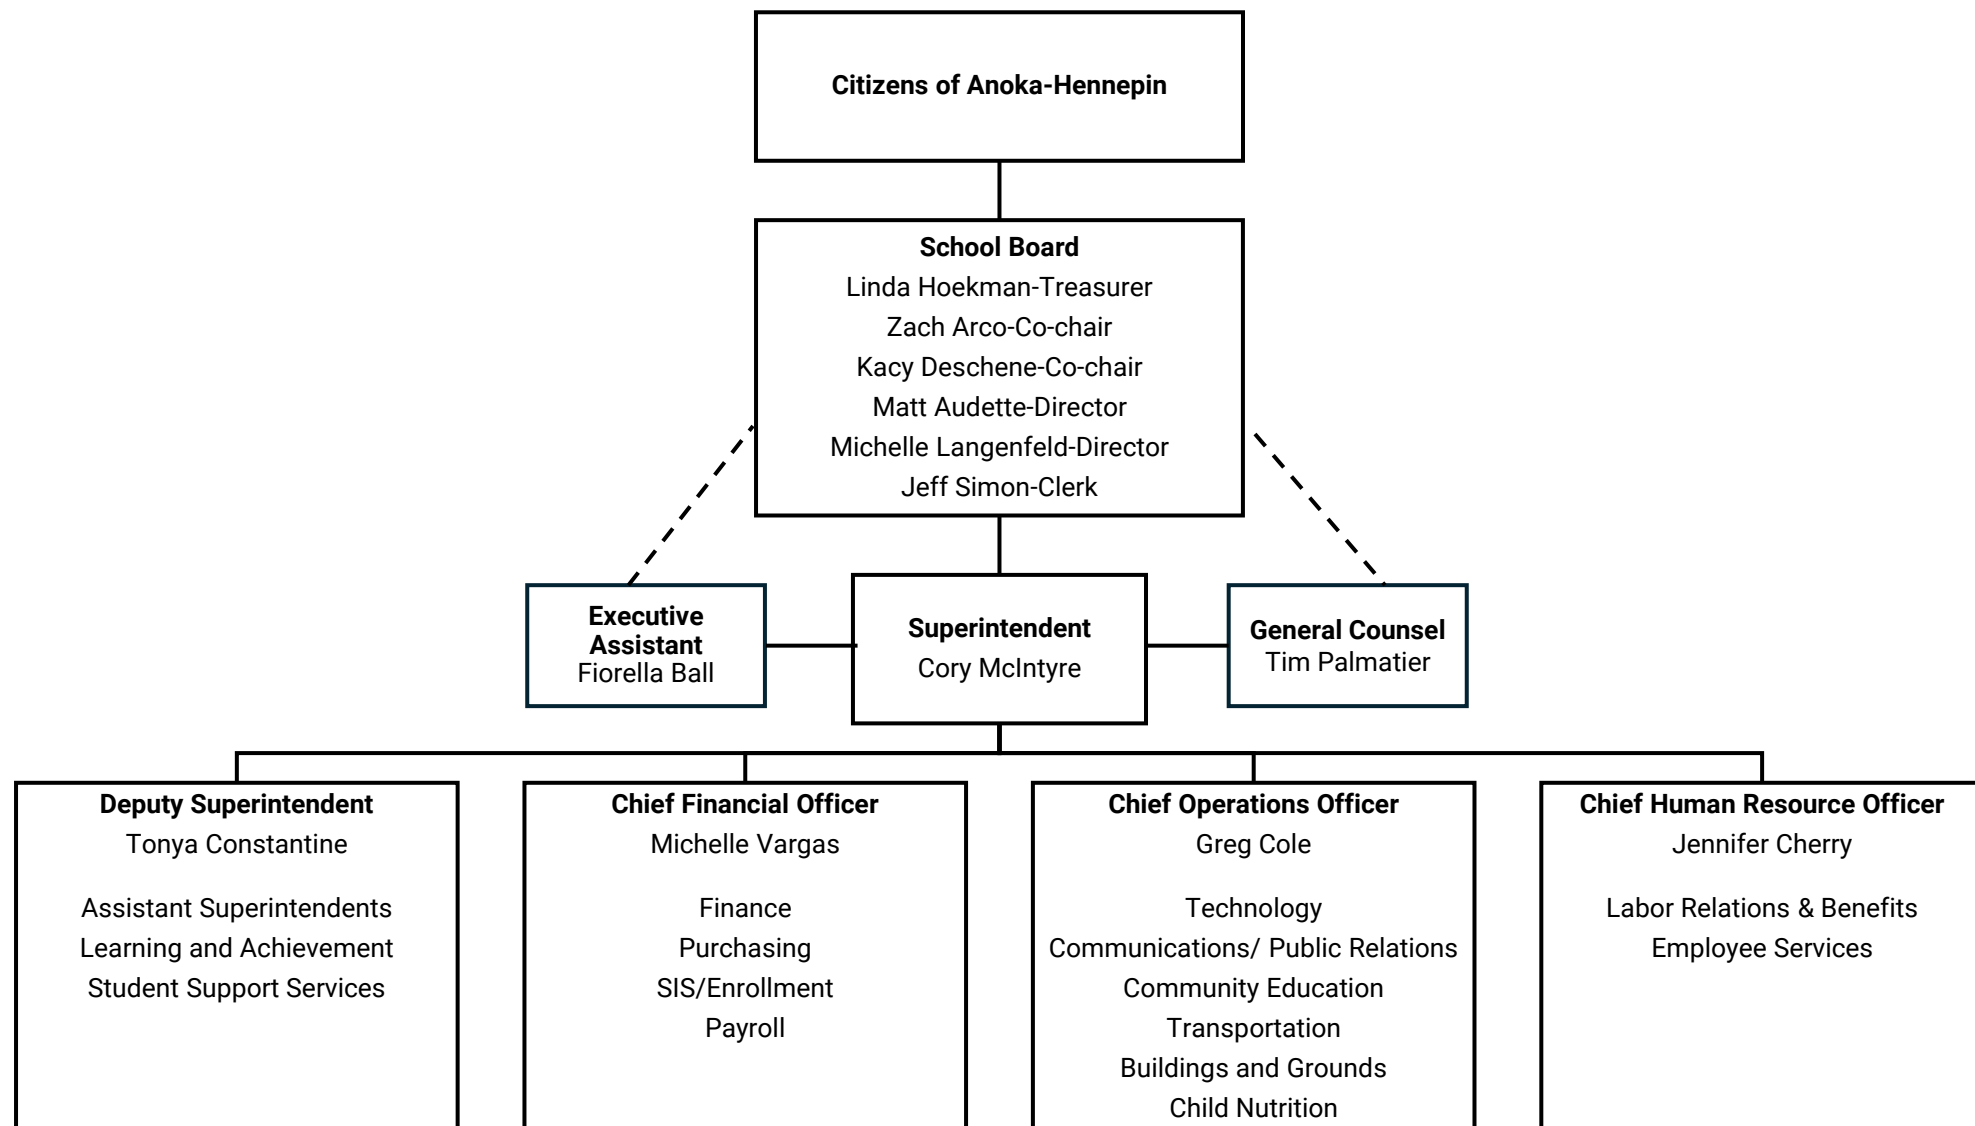 Citizens of Anoka-Hennepin
School Board
Linda Hoekman-Treasurer
Zach Arco-Co-chair
Kacy Deschene-Co-chair
Matt Audette-Director
Michelle Langenfeld-Director
Jeff Simon-Clerk
Executive
Assistant
Fiorella Ball
Superintendent
Cory McIntyre
General Counsel
Tim Palmatier
Deputy Superintendent
Tonya Constantine
Assistant Superintendents
Learning and Achievement
Student Support Services
Chief Financial Officer
Michelle Vargas
Finance
Purchasing
SIS/Enrollment
Payroll
Chief Operations Officer
Greg Cole
Technology
Communications/ Public Relations
Community Education
Transportation
Buildings and Grounds
Child Nutrition
Chief Human Resource Officer
Jennifer Cherry
Labor Relations & Benefits
Employee Services